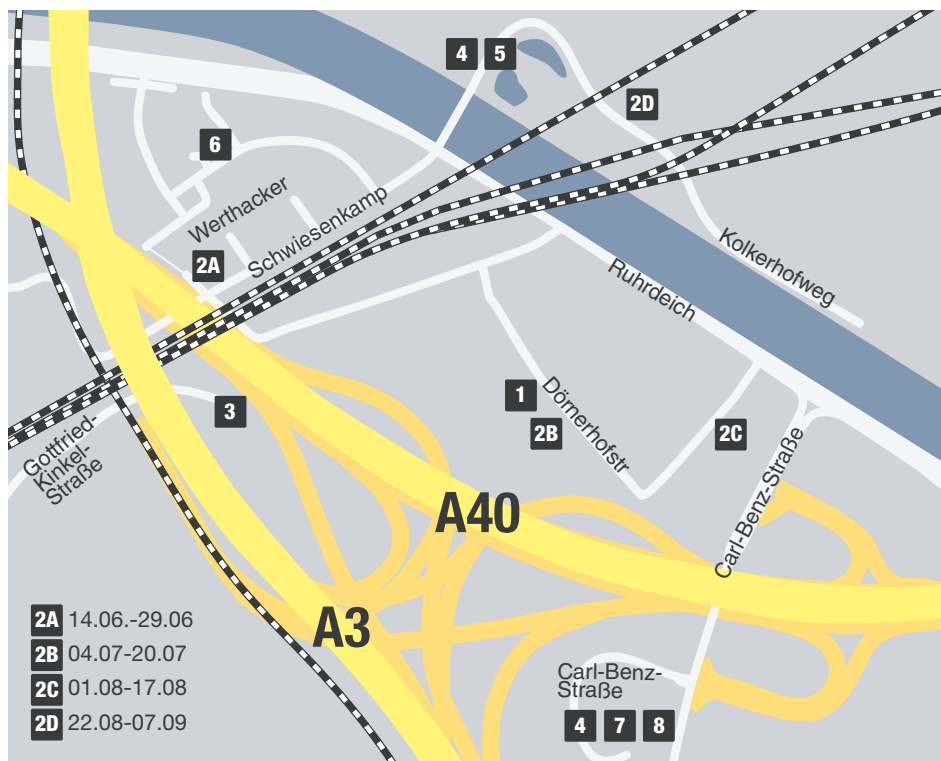 4 5
2D
6
Werthacker
Schwiesenkamp
2A
Kolkerhofweg
Ruhrdeich
1
Dörnerhofstr
2B
2C
3
Gottfried-
Kinkel-
Straße
Carl-Benz-Straße
A40
A3
2A 14.06.-29.06
2B 04.07-20.07
2C 01.08-17.08
2D 22.08-07.09
Carl-Benz-
Straße
4 7 8